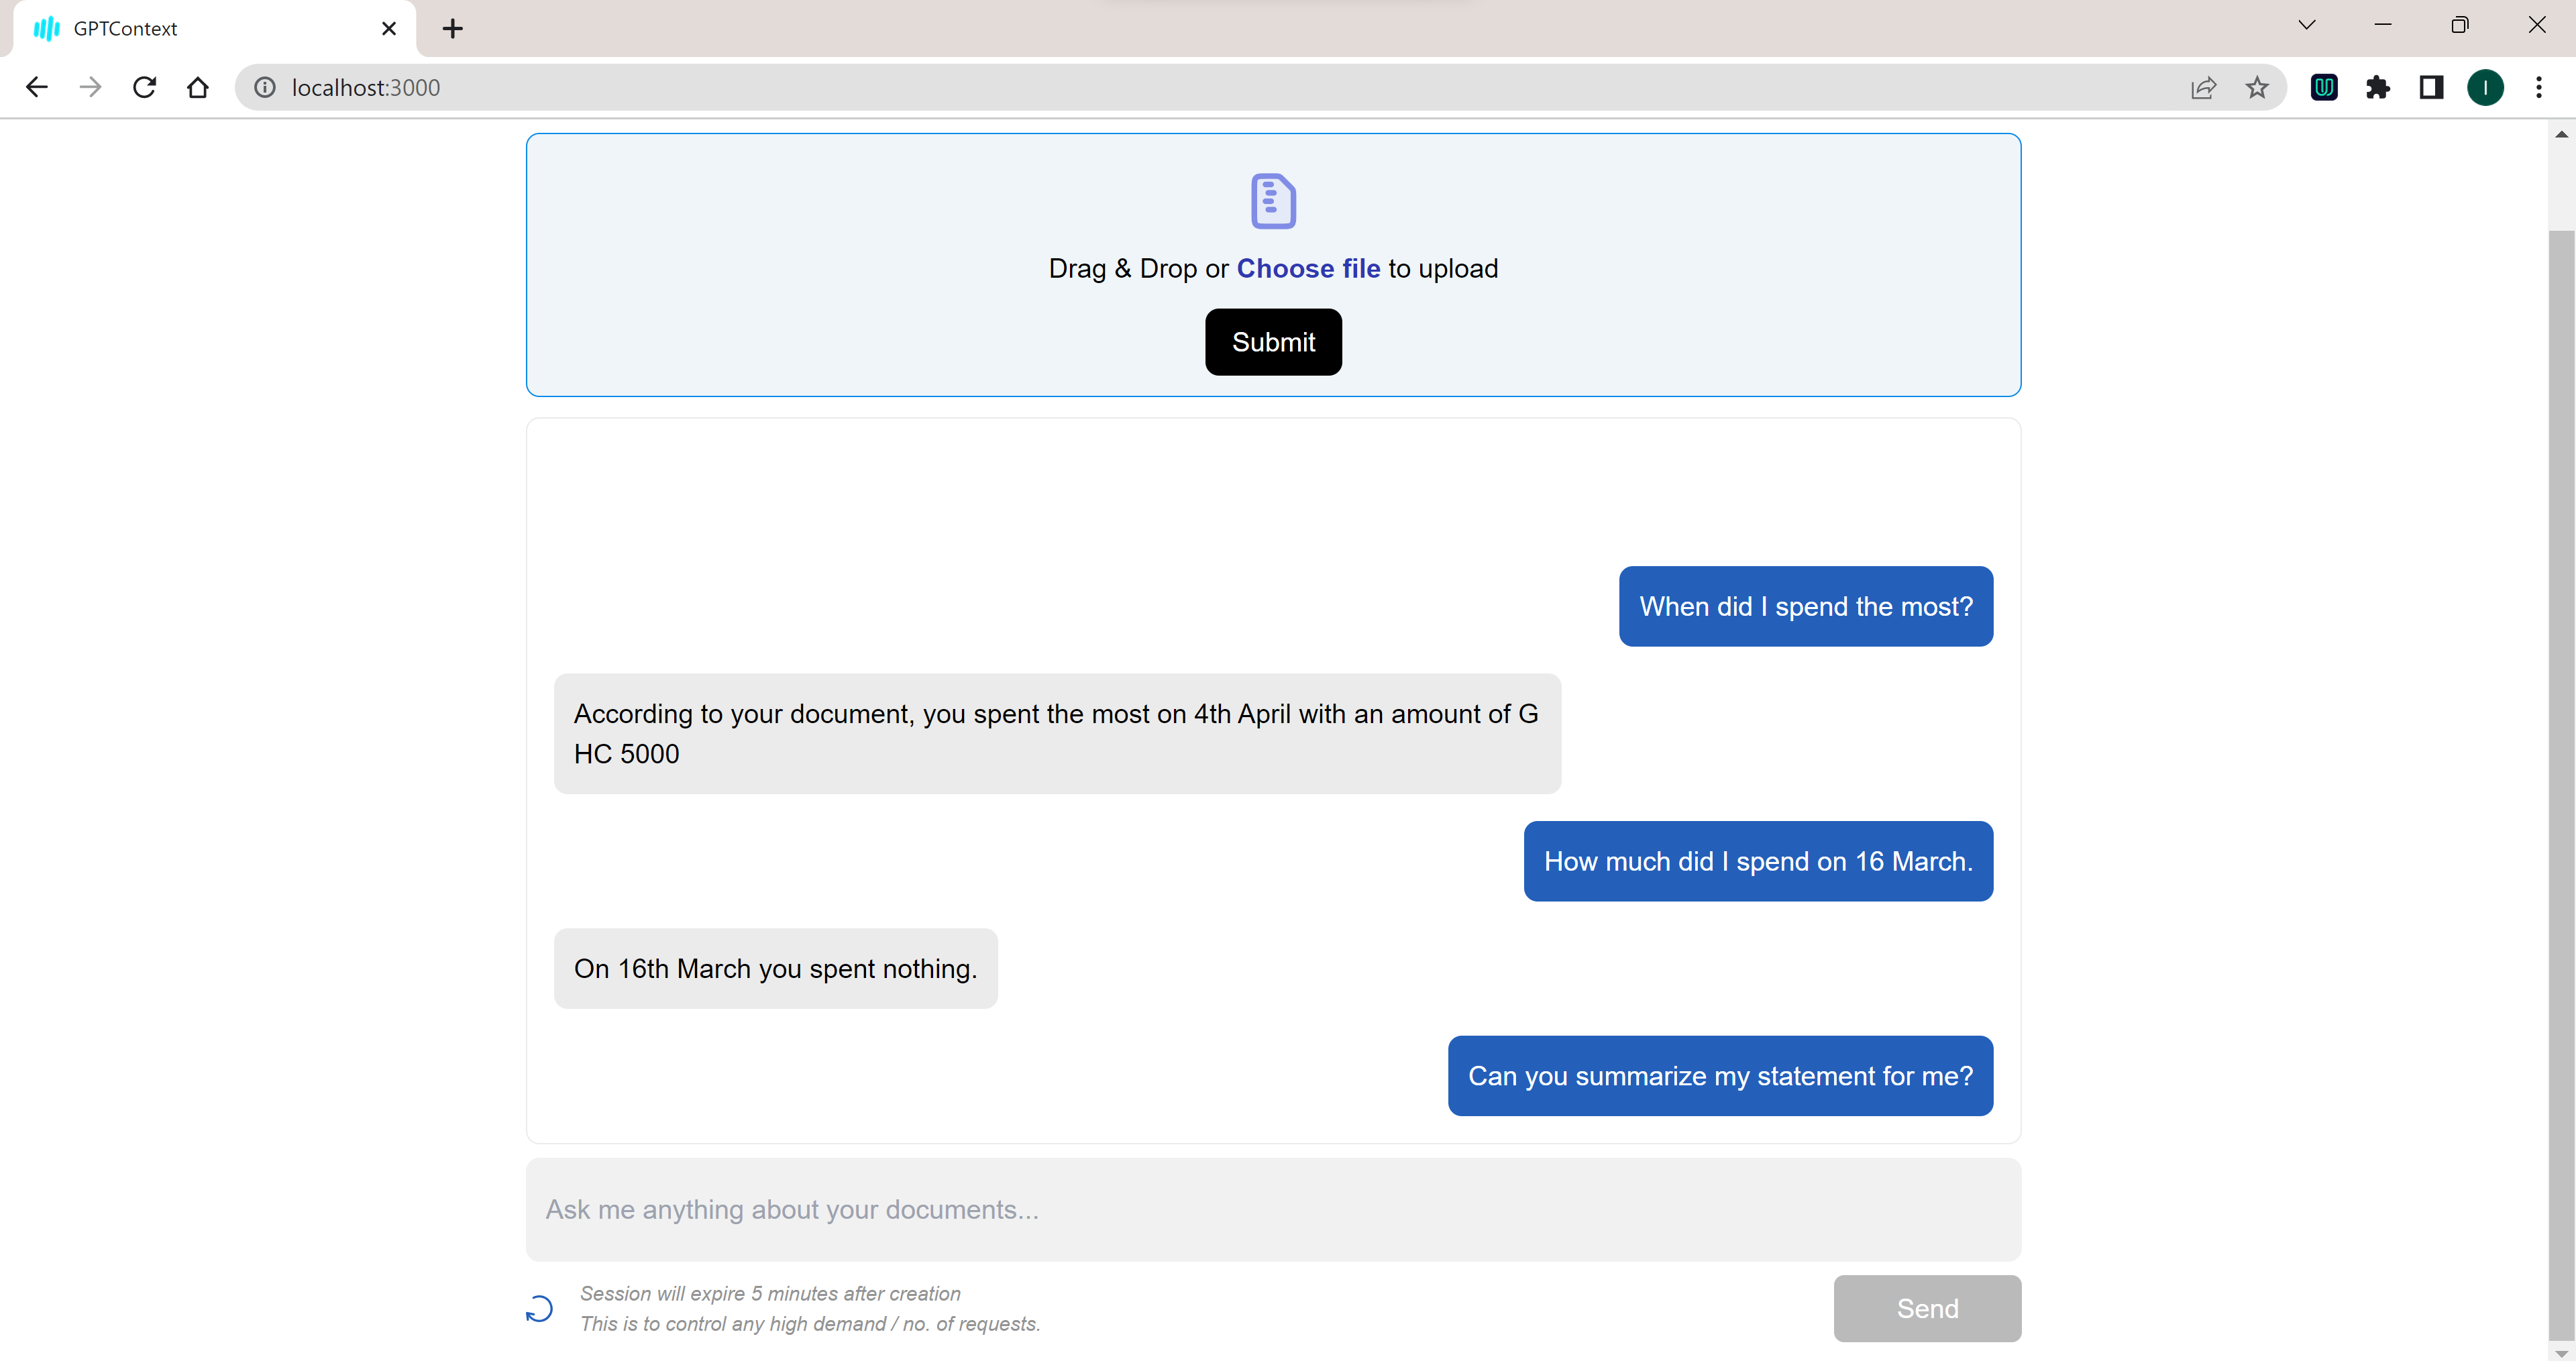 GPTContext
localhost:3000
Drag & Drop or Choose file to upload
Submit
When did I spend the most?
According to your document, you spent the most on 4th April with an amount of G
HC 5000
How much did I spend on 16 March.
On 16th March you spent nothing.
Can you summarize my statement for me?
Ask me anything about your documents...
Session will expire 5 minutes after creation
This is to control any high demand / no. of requests.
Send
I